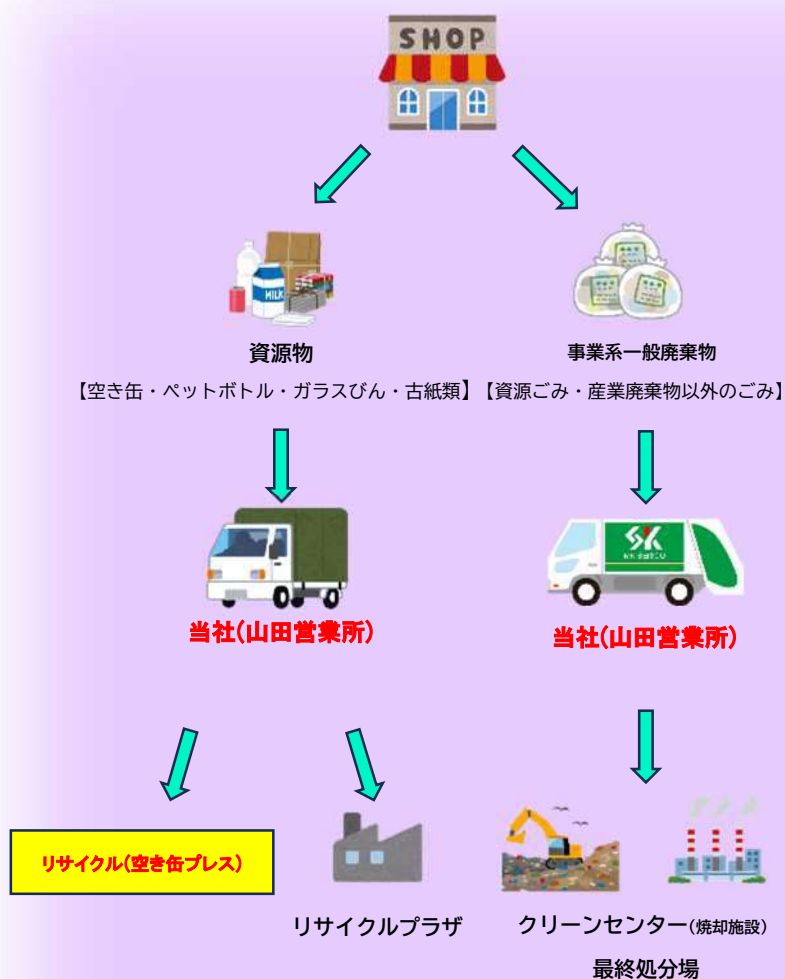 SHOP
MILK
資源物
事業系一般廃棄物
【空き缶・ペットボトル・ガラスびん・古紙類】
【資源ごみ・産業廃棄物以外のごみ】
SK
当社(山田営業所)
当社(山田営業所)
リサイクル(空き缶プレス)
リサイクルプラザ
クリーンセンター(焼却施設)
最終処分場